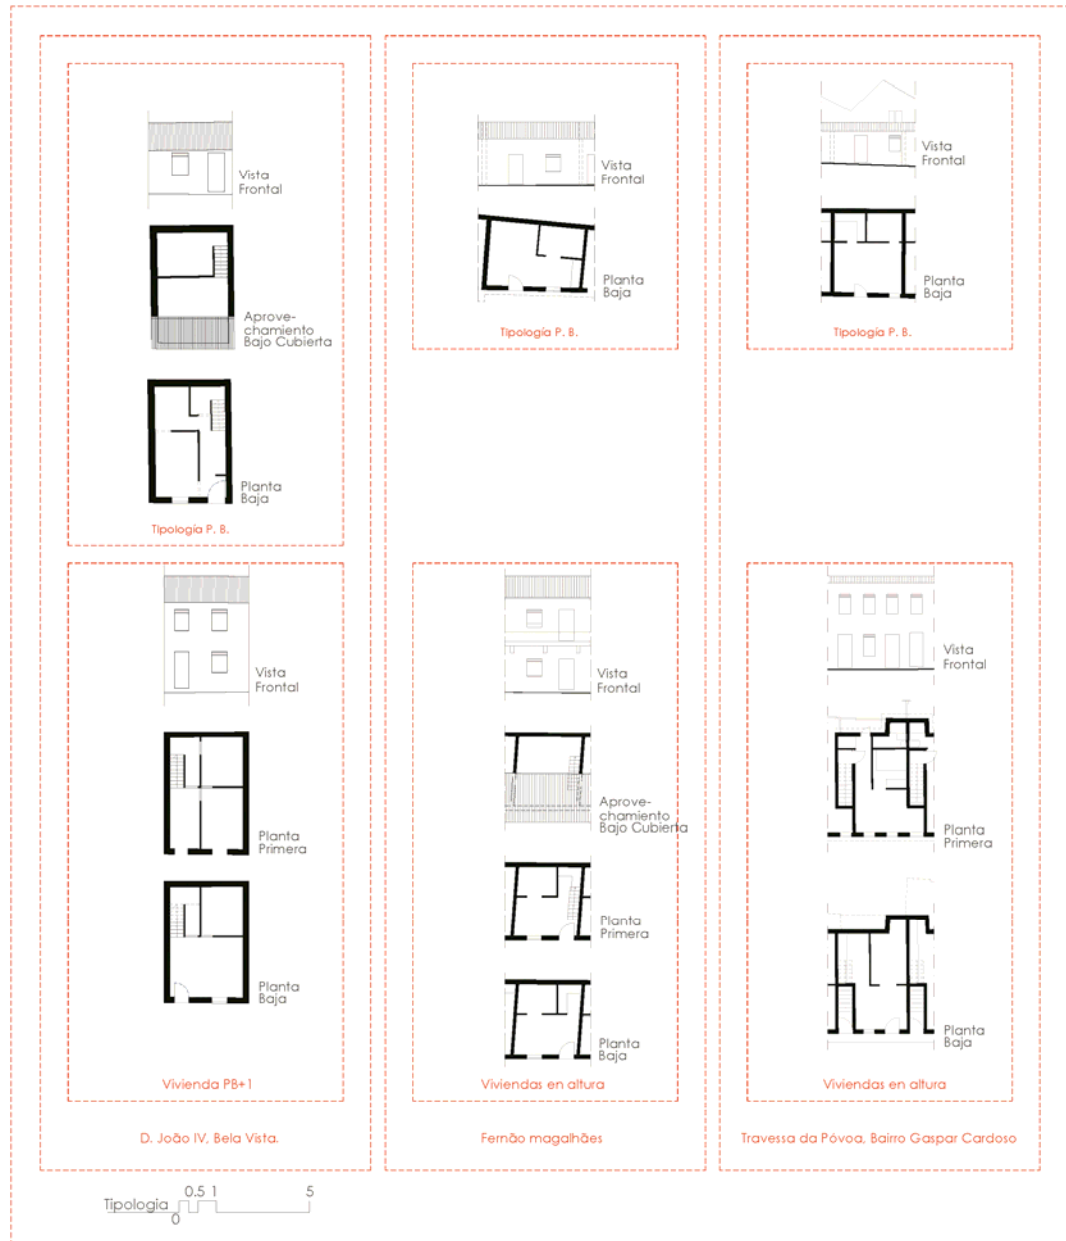 Vista
Frontal
Aprove-
chamiento
Bajo Cubierta
Planta
Baja
Tipología P. B.
Vista
Frontal
Planta
Baja
Tipología P. B.
Vista
Frontal
Planta
Baja
Tipología P. B.
Vista
Frontal
Planta
Primera
Planta
Baja
Vivienda PB+1
Vista
Frontal
Aprove-
chamiento
Bajo Cubierta
Planta
Primera
Planta
Baja
Viviendas en altura
Vista
Frontal
Planta
Primera
Planta
Baja
Viviendas en altura
D. João IV, Bela Vista.
Fernão magalhães
Travessa da Póvoa, Bairro Gaspar Cardoso
Tipologia
0 0.5 1 5